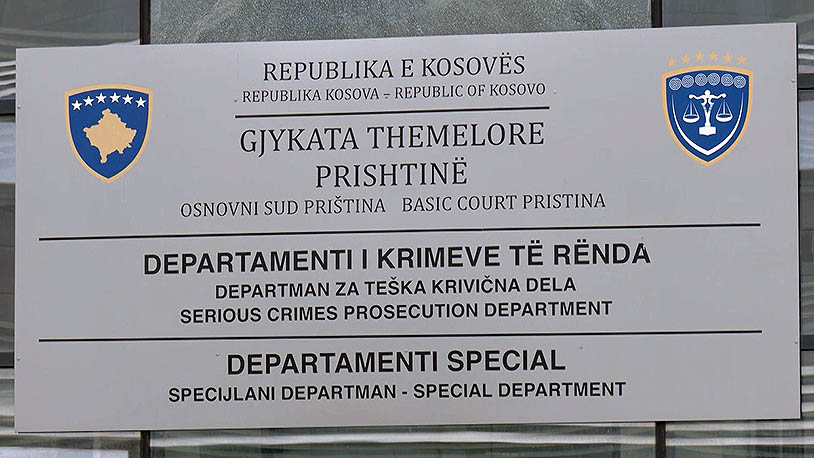 REPUBLIKA E KOSOVËS
REPUBLIKA KOSOVA – REPUBLIC OF KOSOVO
GJYKATA THEMELORE
PRISHTINË
OSNOVNI SUD PRIŠTINA BASIC COURT PRISTINA
DEPARTAMENTI I KRIMEVE TË RËNDA
DEPARTMAN ZA TEŠKA KRIVIČNA DELA
SERIOUS CRIMES PROSECUTION DEPARTMENT
DEPARTAMENTI SPECIAL
SPECIJLANI DEPARTMAN - SPECIAL DEPARTMENT